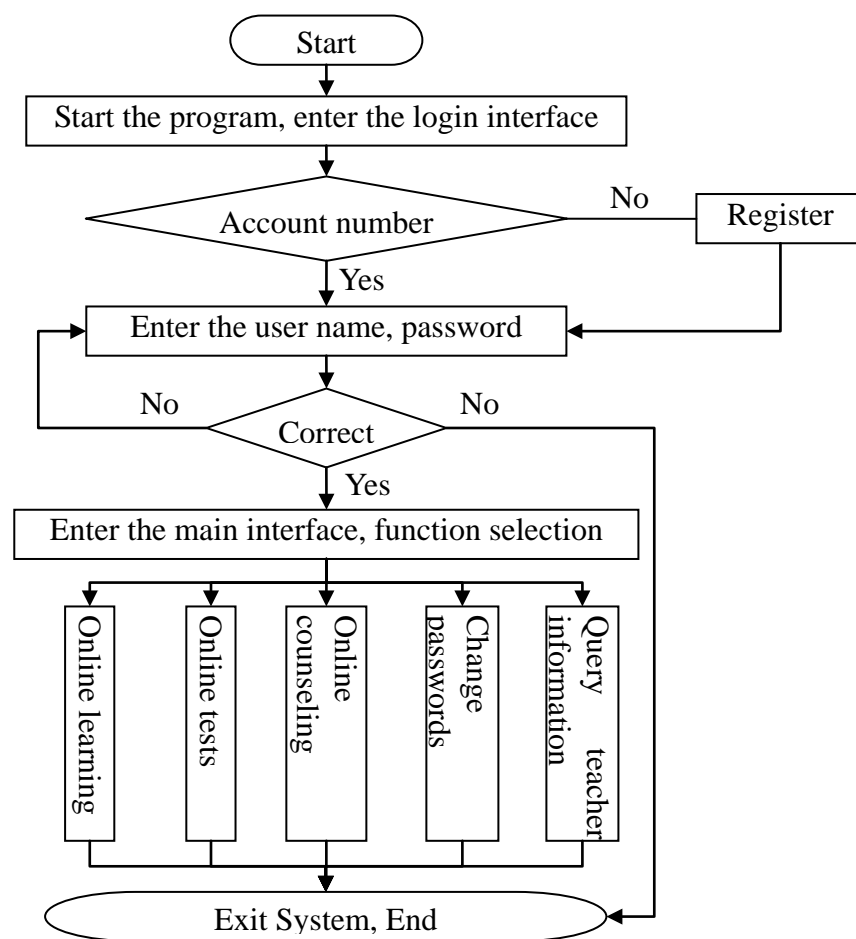 Start
Start the program, enter the login interface
Account number
No
Register
Yes
Enter the user name, password
No
No
Correct
Yes
Enter the main interface, function selection
Online learning
Online tests
Online
counseling
Change
passwords
Query teacher
information
Exit System, End